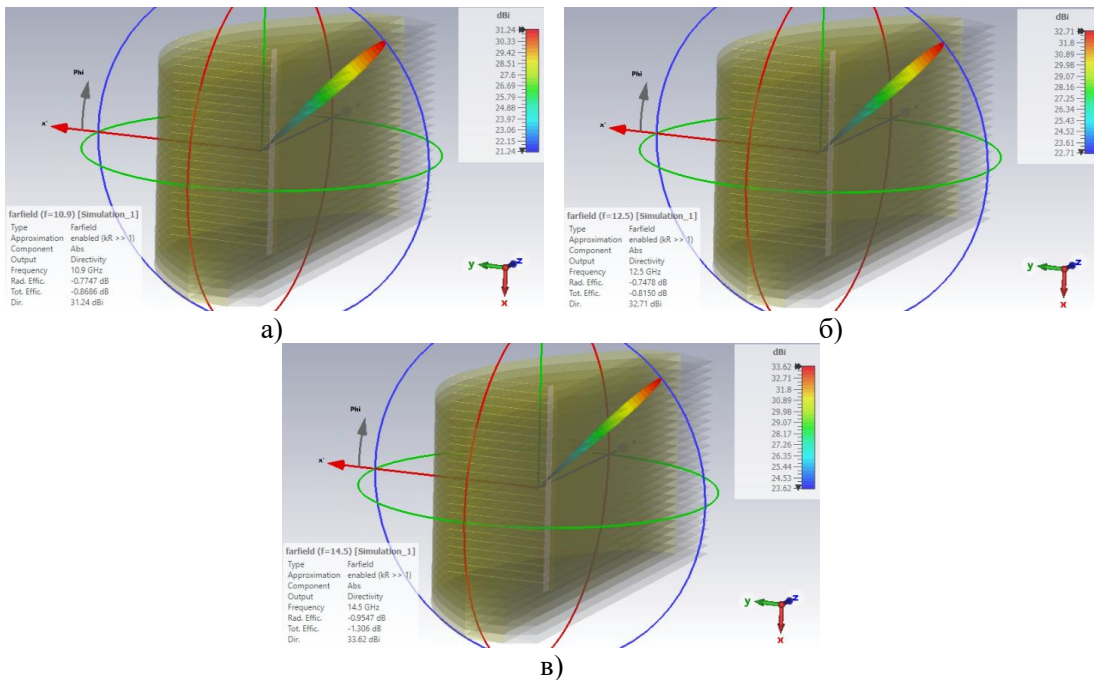 dBi
31.24
30.33
29.42
28.51
27.6
26.69
25.79
24.88
23.97
23.06
22.15
21.24
Phi
x'
farfield (f=10.9) [Simulation_1]
Type Farfield
Approximation enabled (kR >> 1)
Component Abs
Output Directivity
Frequency 10.9 GHz
Rad. Effic. -0.7747 dB
Tot. Effic. -0.8686 dB
Dir. 31.24 dBi
y
z
x
а)
dBi
32.71
31.8
30.89
29.98
29.07
28.16
27.25
26.34
25.43
24.52
23.61
22.71
Phi
x'
farfield (f=12.5) [Simulation_1]
Type Farfield
Approximation enabled (kR >> 1)
Component Abs
Output Directivity
Frequency 12.5 GHz
Rad. Effic. -0.7478 dB
Tot. Effic. -0.8150 dB
Dir. 32.71 dBi
y
z
x
б)
dBi
33.62
32.71
31.8
30.89
29.98
29.07
28.17
27.26
26.35
25.44
24.53
23.62
Phi
x'
farfield (f=14.5) [Simulation_1]
Type Farfield
Approximation enabled (kR >> 1)
Component Abs
Output Directivity
Frequency 14.5 GHz
Rad. Effic. -0.9547 dB
Tot. Effic. -1.306 dB
Dir. 33.62 dBi
y
z
x
в)